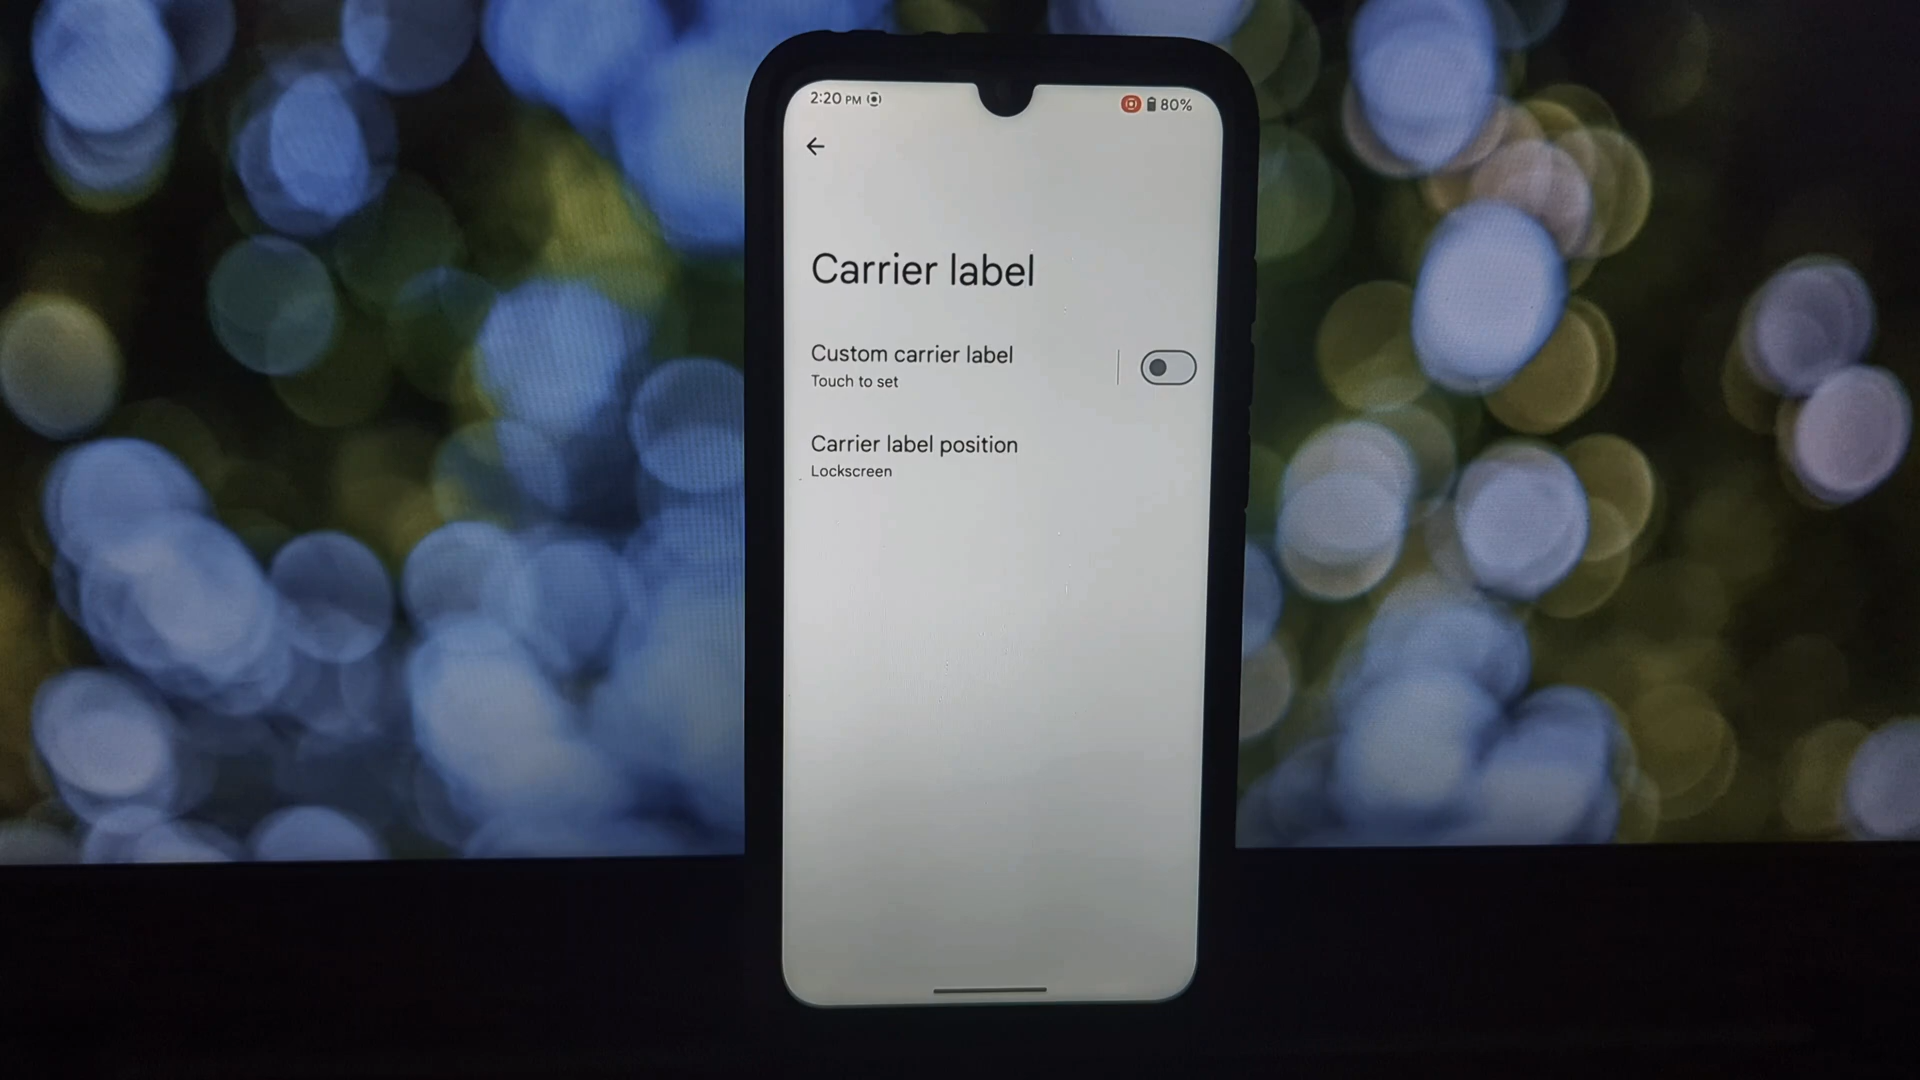 2:20 PM
80%
Carrier label
Custom carrier label
Touch to set
Carrier label position
Lockscreen